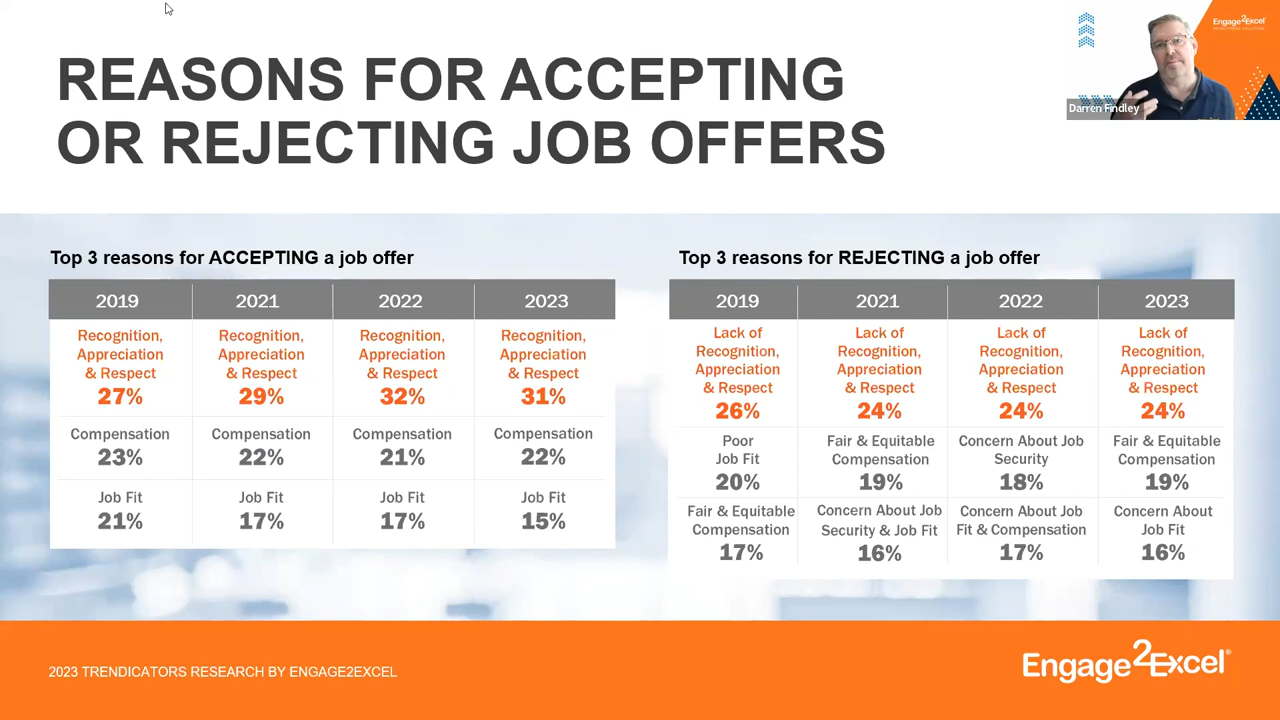 REASONS FOR ACCEPTING
OR REJECTING JOB OFFERS
Engage2Excel
Darren Findley
Top 3 reasons for ACCEPTING a job offer
2019 2021 2022 2023
Recognition, Recognition, Recognition, Recognition,
Appreciation Appreciation Appreciation Appreciation
& Respect & Respect & Respect & Respect
27% 29% 32% 31%
Compensation Compensation Compensation Compensation
23% 22% 21% 22%
Job Fit Job Fit Job Fit Job Fit
21% 17% 17% 15%
Top 3 reasons for REJECTING a job offer
2019 2021 2022 2023
Lack of Lack of Lack of Lack of
Recognition, Recognition, Recognition, Recognition,
Appreciation Appreciation Appreciation Appreciation
& Respect & Respect & Respect & Respect
26% 24% 24% 24%
Poor Fair & Equitable Concern About Job Fair & Equitable
Job Fit Compensation Security Compensation
20% 19% 18% 19%
Fair & Equitable Concern About Job Concern About Job Concern About
Compensation Security & Job Fit Fit & Compensation Job Fit
17% 16% 17% 16%
2023 TRENDICATORS RESEARCH BY ENGAGE2EXCEL
Engage2Excel®